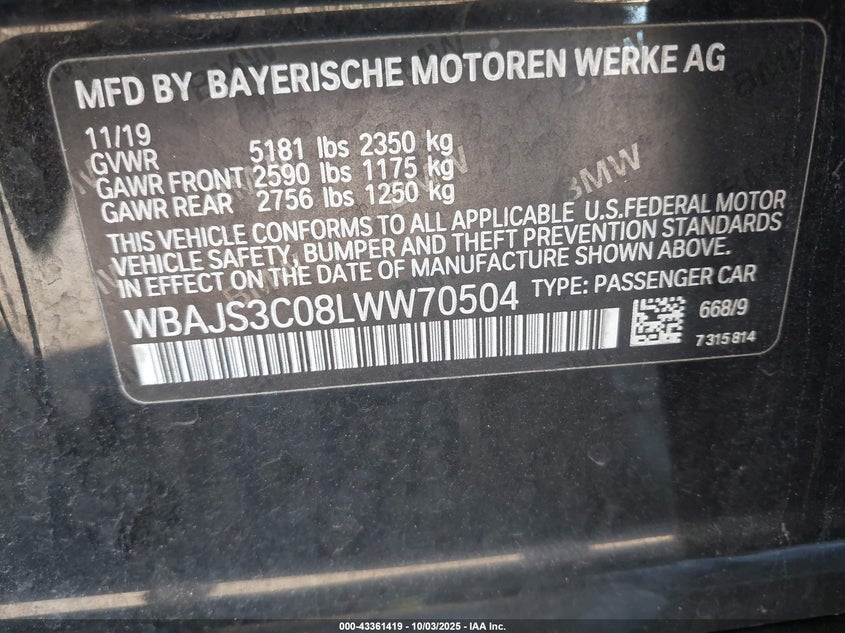 MFD BY BAYERISCHE MOTOREN WERKE AG
11/19
GVWR 5181 lbs 2350 kg
GAWR FRONT 2590 lbs 1175 kg
GAWR REAR 2756 lbs 1250 kg
THIS VEHICLE CONFORMS TO ALL APPLICABLE U.S.FEDERAL MOTOR
VEHICLE SAFETY, BUMPER AND THEFT PREVENTION STANDARDS
IN EFFECT ON THE DATE OF MANUFACTURE SHOWN ABOVE.
WBAJS3C08LWW70504 TYPE: PASSENGER CAR
668/9
7315814
BMW
000-43361419 - 10/03/2025 - IAA Inc.